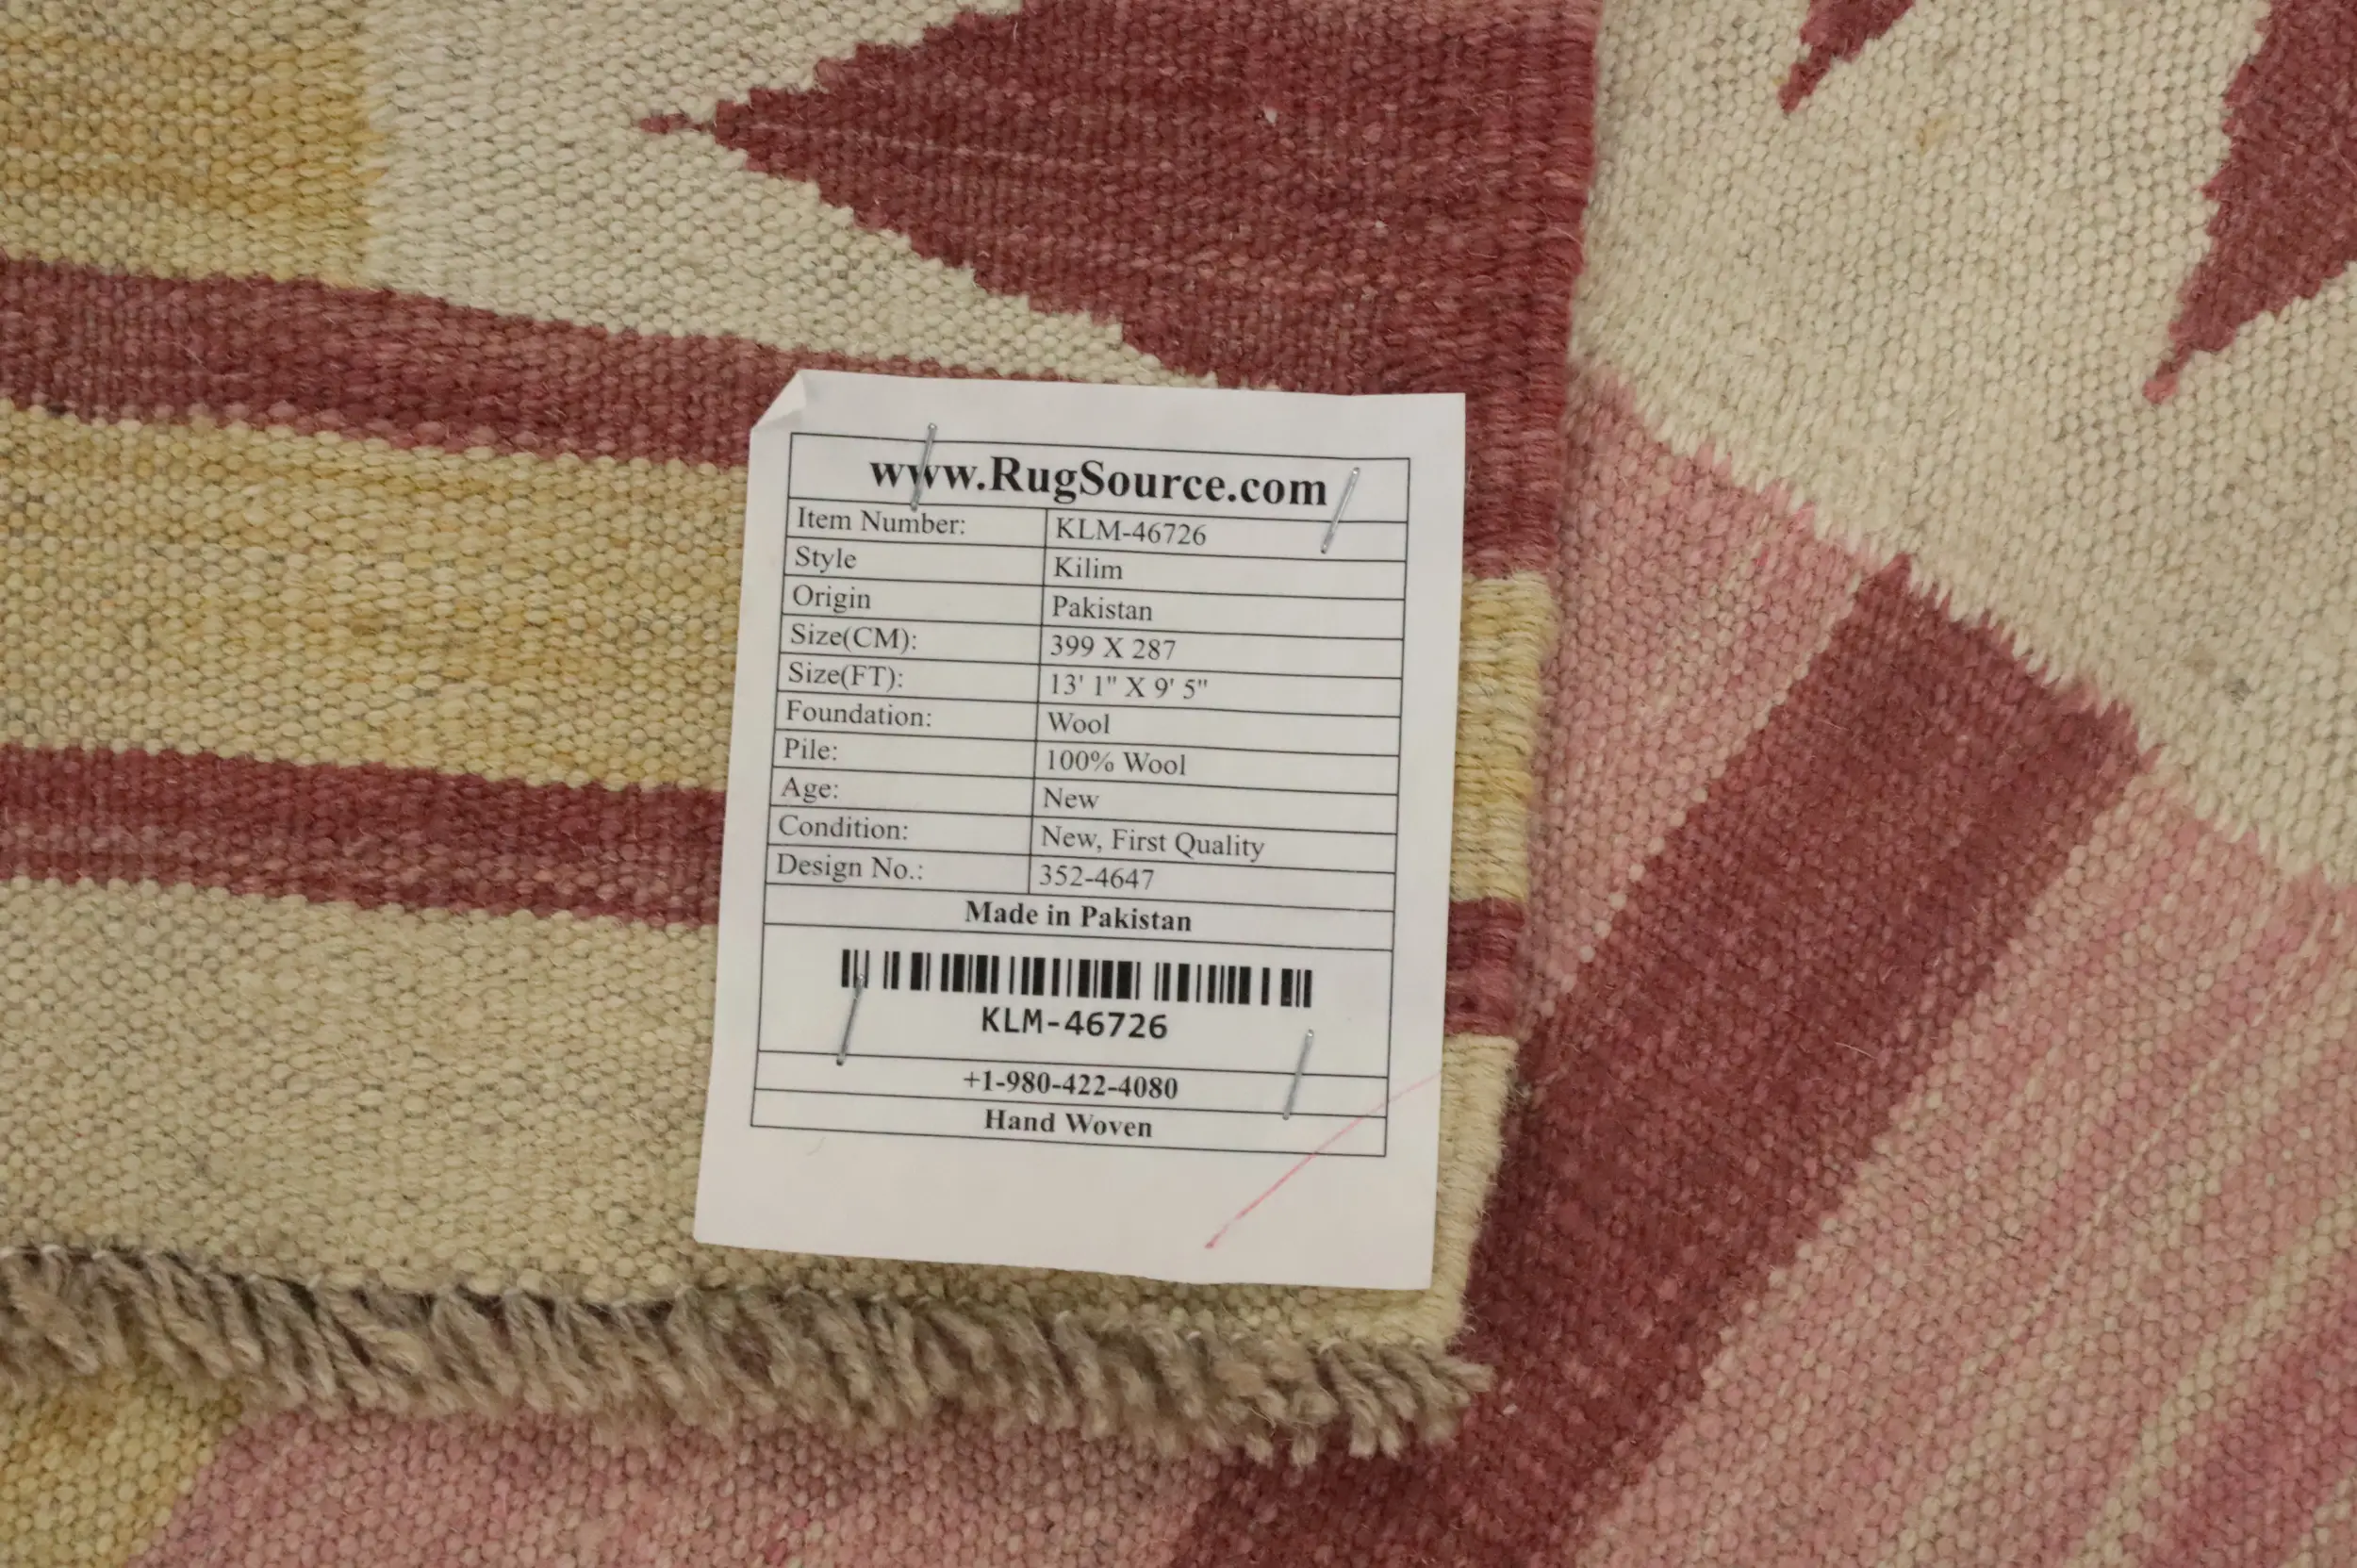 www.RugSource.com
Item Number: KLM-46726
Style Kilim
Origin Pakistan
Size(CM): 399 X 287
Size(FT): 13' 1" X 9' 5"
Foundation: Wool
Pile: 100% Wool
Age: New
Condition: New, First Quality
Design No.: 352-4647
Made in Pakistan
KLM-46726
+1-980-422-4080
Hand Woven